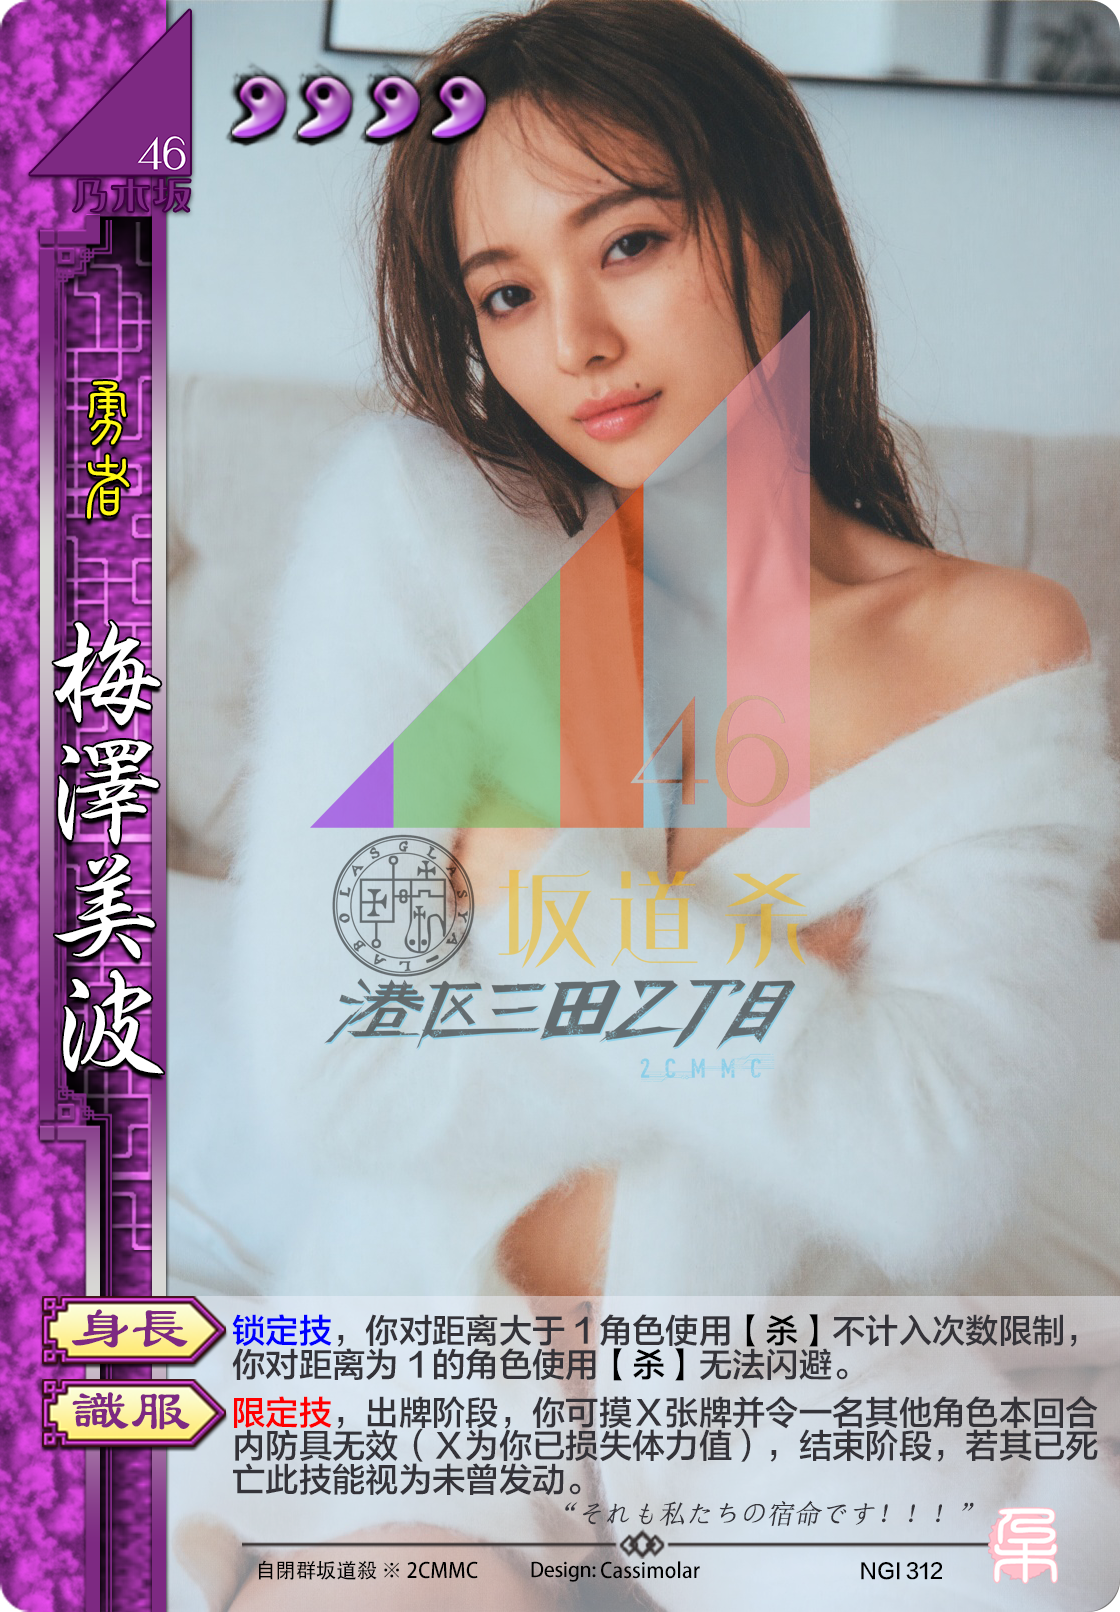 46
乃木坂
勇者
梅澤美波
46
GLASYA-LABOLAS
坂道杀
港区三田乙丁目
2CMMC
身長
锁定技，你对距离大于1角色使用【杀】不计入次数限制，
你对距离为1的角色使用【杀】无法闪避。
識服
限定技，出牌阶段，你可摸X张牌并令一名其他角色本回合
内防具无效（X为你已损失体力值），结束阶段，若其已死
亡此技能视为未曾发动。
“それも私たちの宿命です！！！”
自閉群坂道殺 ※ 2CMMC Design: Cassimolar NGI 312